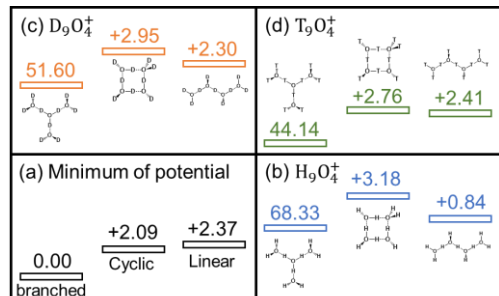 (c) D₉O₄⁺
+2.95
+2.30
51.60
(d) T₉O₄⁺
+2.76
+2.41
44.14
(a) Minimum of potential
+2.09
+2.37
0.00
branched
Cyclic
Linear
(b) H₉O₄⁺
+3.18
68.33
+0.84